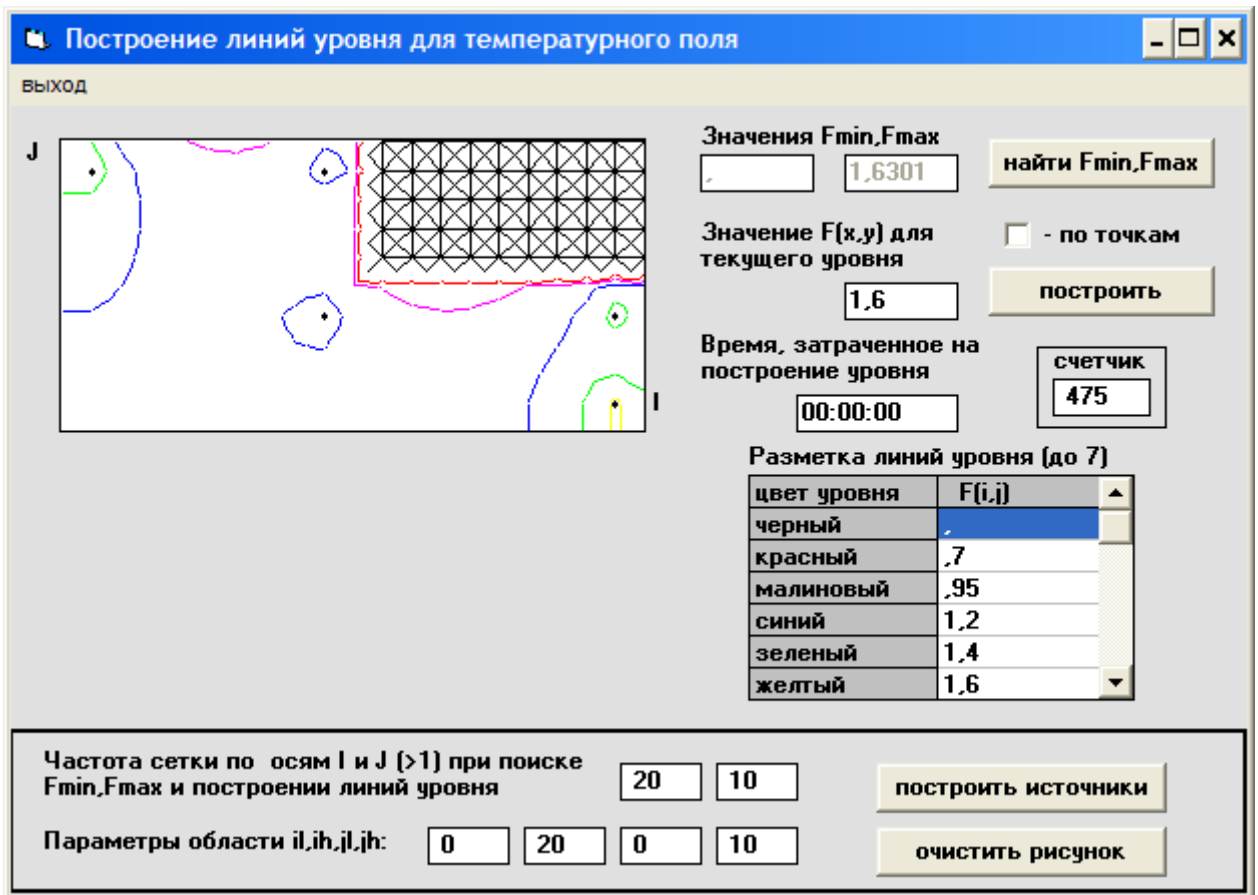 Построение линий уровня для температурного поля
выход
J
I
Значения Fmin,Fmax
, 1,6301
найти Fmin,Fmax
Значение F(x,y) для
текущего уровня
1,6
- по точкам
построить
Время, затраченное на
построение уровня
00:00:00
счетчик
475
Разметка линий уровня (до 7)
цвет уровня F(i,j)
черный ,
красный ,7
малиновый ,95
синий 1,2
зеленый 1,4
желтый 1,6
Частота сетки по осям I и J (>1) при поиске
Fmin,Fmax и построении линий уровня
20 10
построить источники
Параметры области il,ih,jl,jh: 0 20 0 10
очистить рисунок